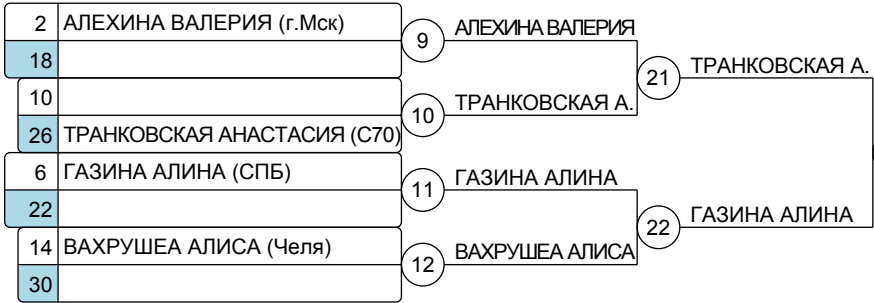 2 АЛЕХИНА ВАЛЕРИЯ (г.Мск)
18
9 АЛЕХИНА ВАЛЕРИЯ
10
26 ТРАНКОВСКАЯ АНАСТАСИЯ (С70)
10 ТРАНКОВСКАЯ А.
21 ТРАНКОВСКАЯ А.
6 ГАЗИНА АЛИНА (СПБ)
22
11 ГАЗИНА АЛИНА
14 ВАХРУШЕА АЛИСА (Челя)
30
12 ВАХРУШЕА АЛИСА
22 ГАЗИНА АЛИНА